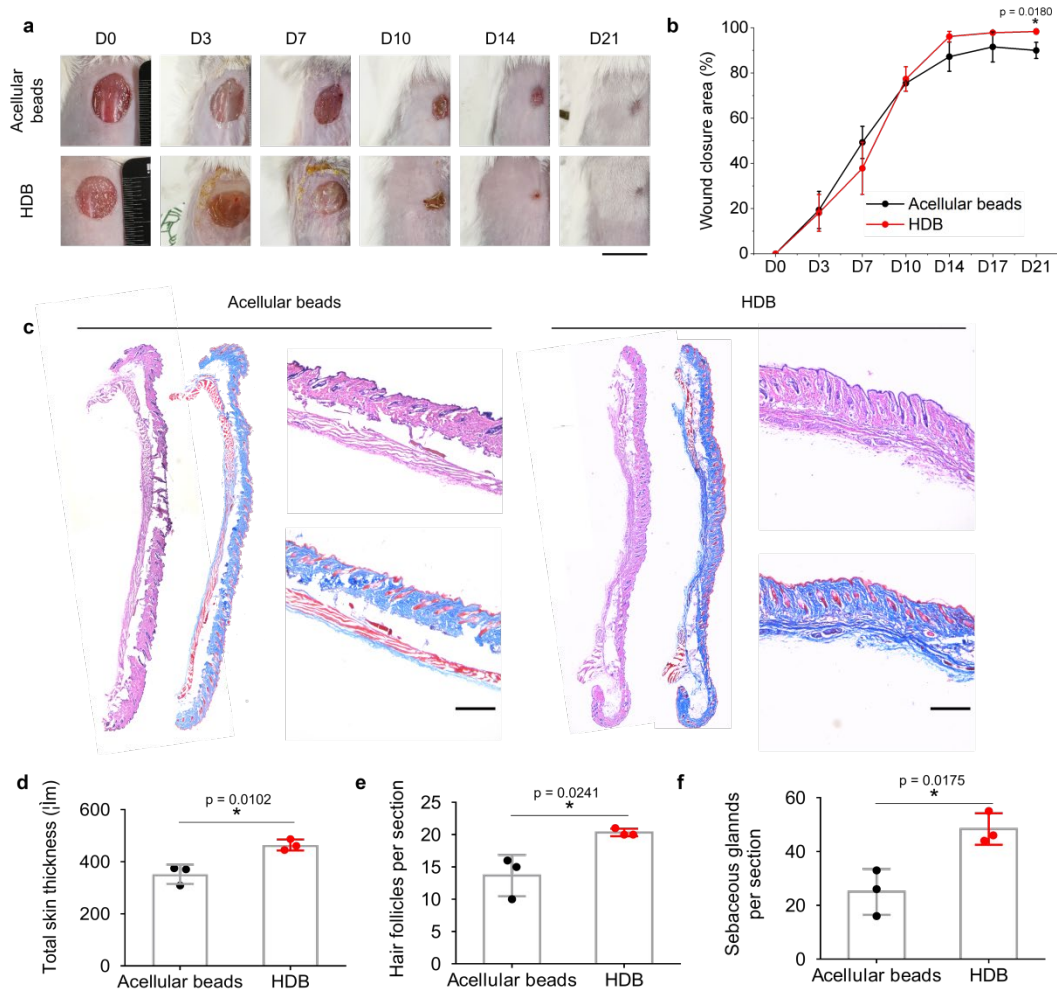 a
D0 D3 D7 D10 D14 D21
Acellular
beads
HDB
b
p = 0.0180
*
Wound closure area (%)
100
80
60
40
20
0
Acellular beads
HDB
D0 D3 D7 D10 D14 D17 D21
c
Acellular beads
HDB
d
Total skin thickness (¦Ìm)
600
400
200
0
p = 0.0102
*
Acellular beads HDB
e
Hair follicles per section
25
20
15
10
5
0
p = 0.0241
*
Acellular beads HDB
f
Sebaceous glannds
per section
60
40
20
0
p = 0.0175
*
Acellular beads HDB